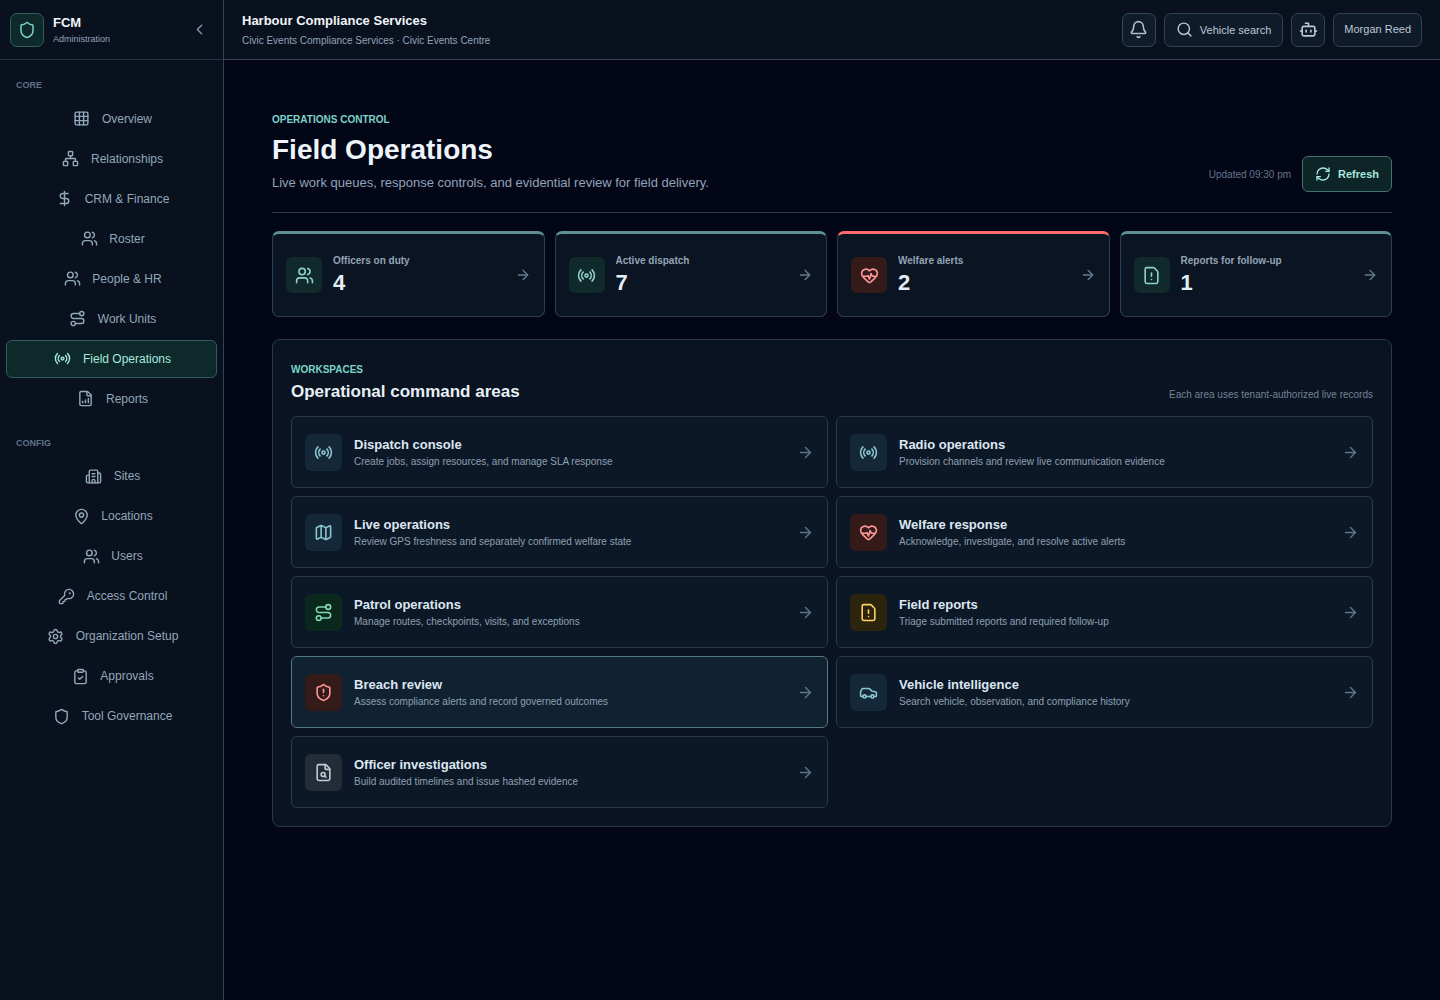 FCM
Administration
CORE
Overview
Relationships
CRM & Finance
Roster
People & HR
Work Units
Field Operations
Reports
CONFIG
Sites
Locations
Users
Access Control
Organization Setup
Approvals
Tool Governance
Harbour Compliance Services
Civic Events Compliance Services · Civic Events Centre
Vehicle search
Morgan Reed
OPERATIONS CONTROL
Field Operations
Live work queues, response controls, and evidential review for field delivery.
Updated 09:30 pm
Refresh
Officers on duty
4
Active dispatch
7
Welfare alerts
2
Reports for follow-up
1
WORKSPACES
Operational command areas
Each area uses tenant-authorized live records
Dispatch console
Create jobs, assign resources, and manage SLA response
Radio operations
Provision channels and review live communication evidence
Live operations
Review GPS freshness and separately confirmed welfare state
Welfare response
Acknowledge, investigate, and resolve active alerts
Patrol operations
Manage routes, checkpoints, visits, and exceptions
Field reports
Triage submitted reports and required follow-up
Breach review
Assess compliance alerts and record governed outcomes
Vehicle intelligence
Search vehicle, observation, and compliance history
Officer investigations
Build audited timelines and issue hashed evidence